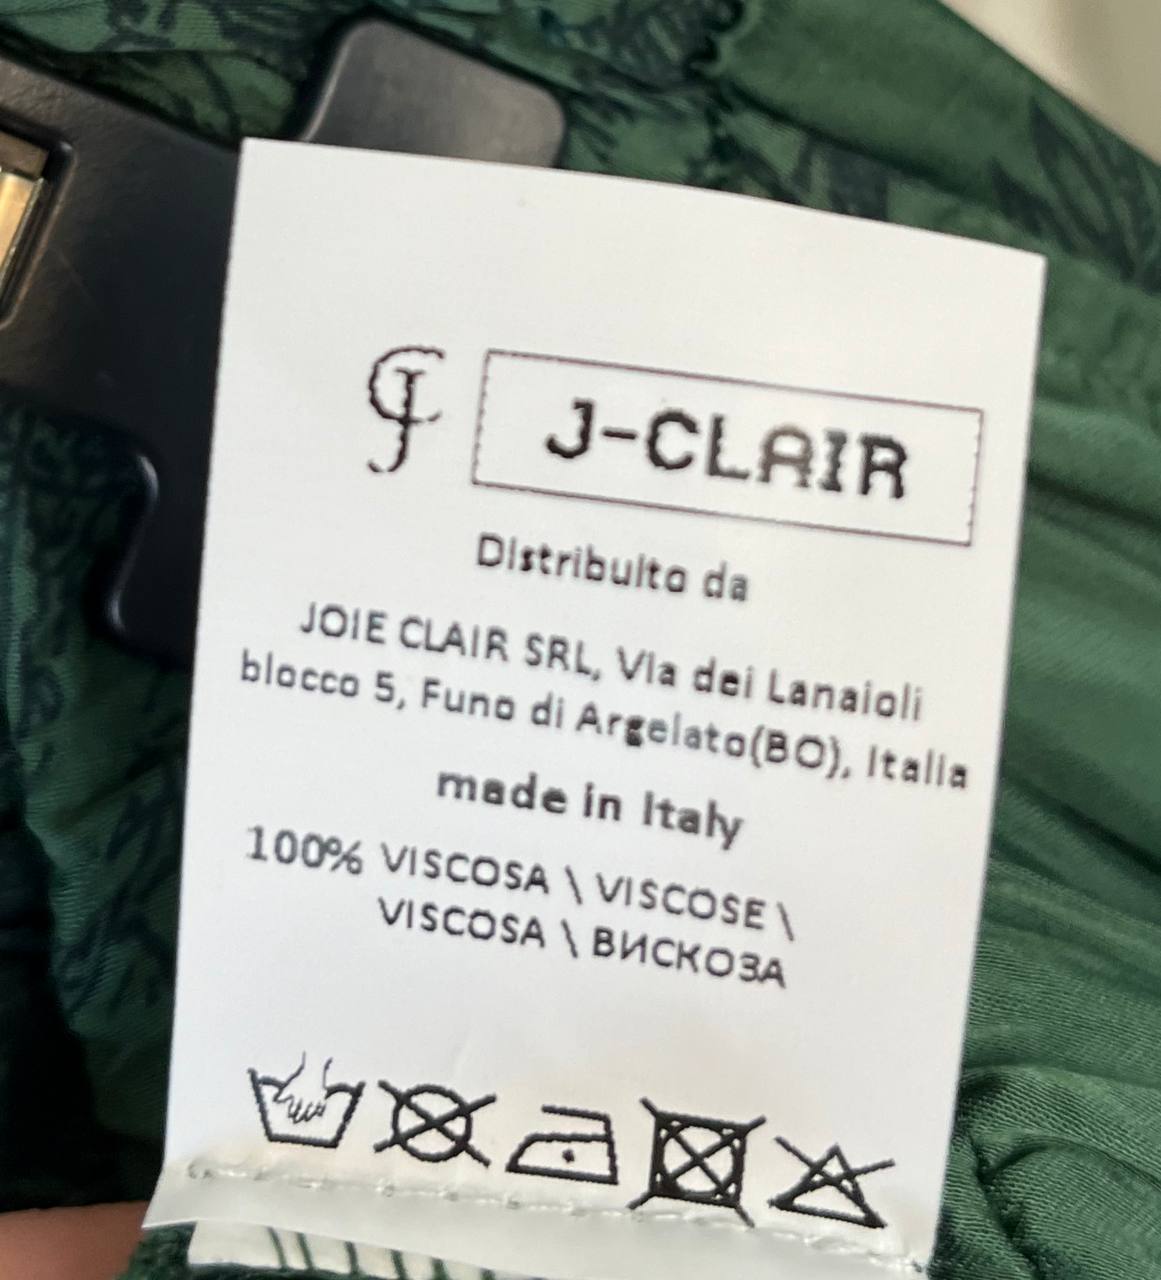 J-CLAIR
Distribuito da
JOIE CLAIR SRL, Via dei Lanaioli
blocco 5, Funo di Argelato(BO), Italia
made in Italy
100% VISCOSA \ VISCOSE \
VISCOSA \ ВИСКОЗА